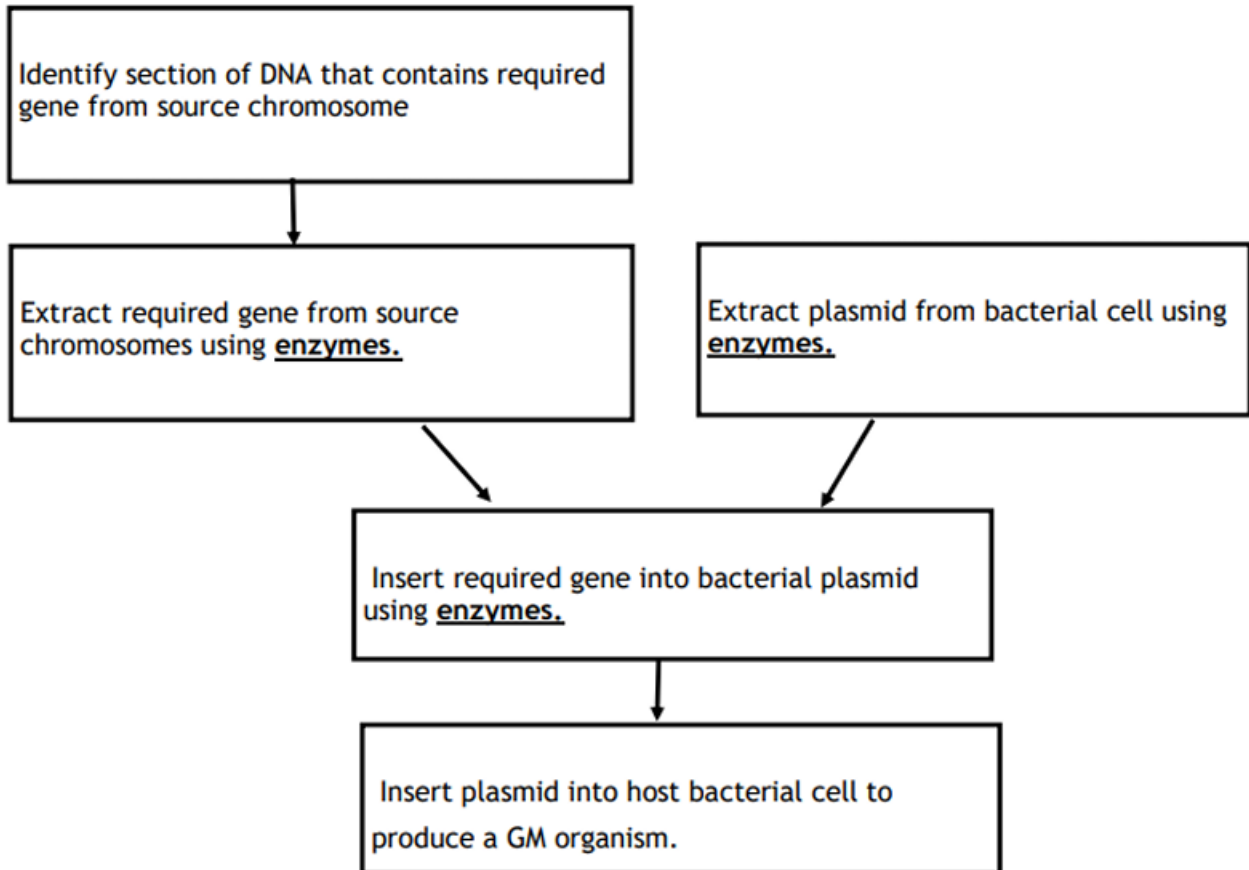 Identify section of DNA that contains required
gene from source chromosome
Extract required gene from source
chromosomes using enzymes.
Extract plasmid from bacterial cell using
enzymes.
Insert required gene into bacterial plasmid
using enzymes.
Insert plasmid into host bacterial cell to
produce a GM organism.